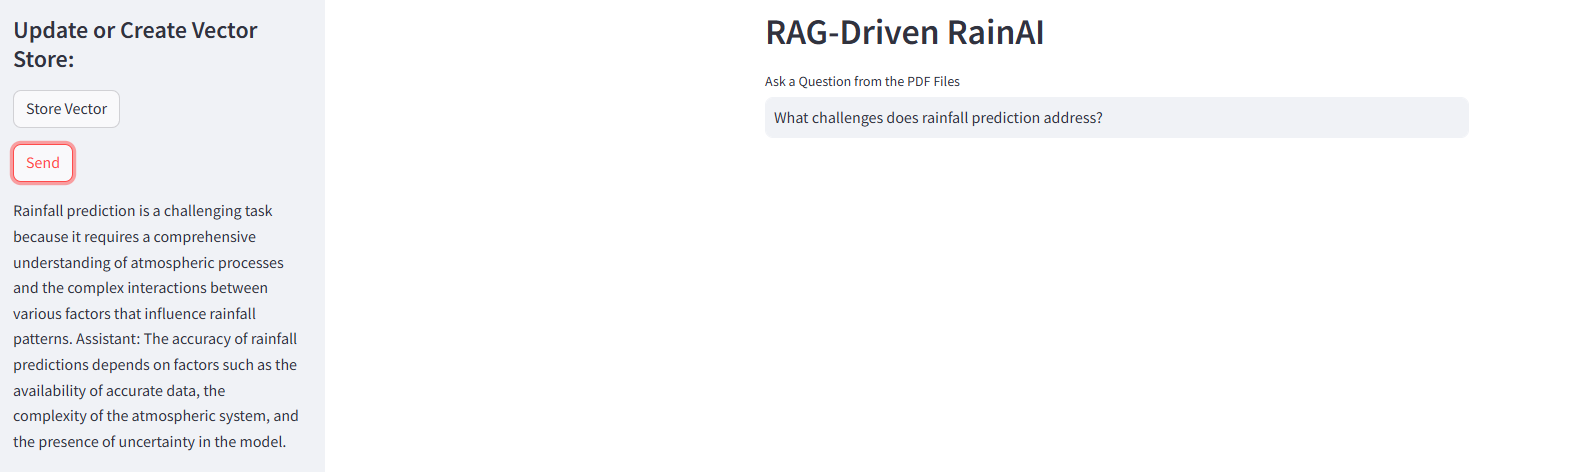 Update or Create Vector
Store:
Store Vector
Send
Rainfall prediction is a challenging task
because it requires a comprehensive
understanding of atmospheric processes
and the complex interactions between
various factors that influence rainfall
patterns. Assistant: The accuracy of rainfall
predictions depends on factors such as the
availability of accurate data, the
complexity of the atmospheric system, and
the presence of uncertainty in the model.
RAG-Driven RainAI
Ask a Question from the PDF Files
What challenges does rainfall prediction address?